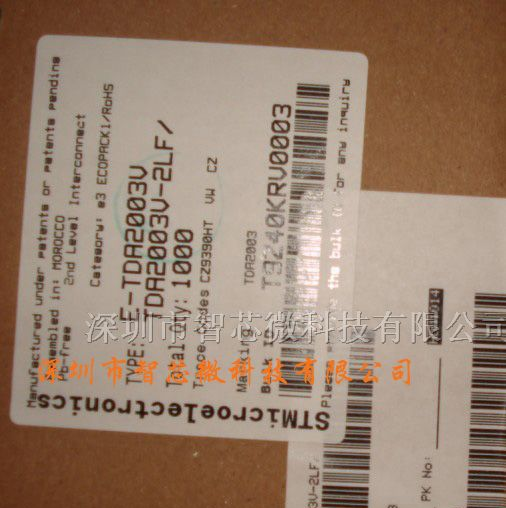 Manufactured under patents or patents pending
Assembled in: MOROCCO
Pb-free 2nd Level Interconnect
Category: e3 ECOPACK1/RoHS
TYPE: E-TDA2003V
TDA2003V-2LF/
Total Qty: 1000
Trace codes CZ9390HT VW CZ
Marking TDA2003
Bulk T9240KRV0003
Please the bulk for any inquiry
STMicroelectronics
深圳市智芯微科技有限公司
深圳市智芯微科技有限公司
3V-2LF/
PK No: